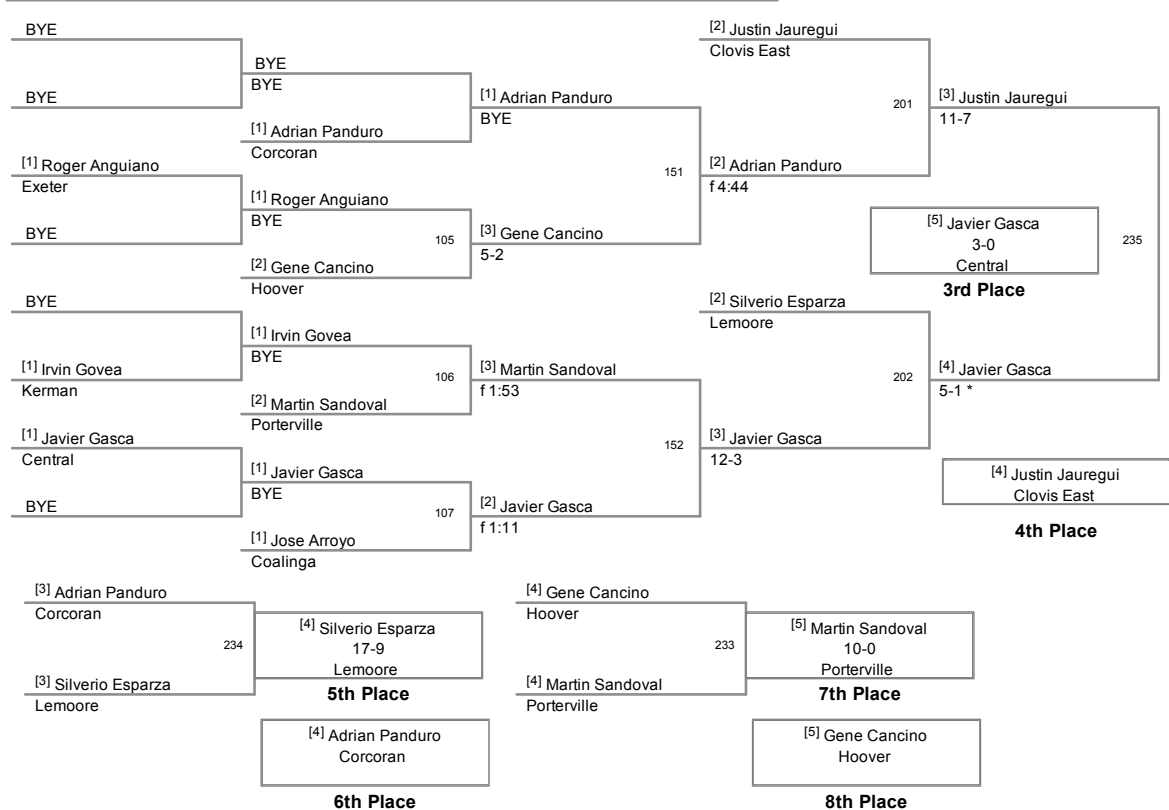 BYE
BYE
[1] Roger Anguiano
Exeter
BYE
BYE
[1] Irvin Govea
Kerman
[1] Javier Gasca
Central
BYE
BYE
BYE
[1] Adrian Panduro
Corcoran
[1] Roger Anguiano
BYE
105
[2] Gene Cancino
Hoover
[1] Irvin Govea
BYE
106
[2] Martin Sandoval
Porterville
[1] Javier Gasca
BYE
107
[1] Jose Arroyo
Coalinga
[1] Adrian Panduro
BYE
151
[3] Gene Cancino
5-2
[3] Martin Sandoval
f 1:53
152
[2] Javier Gasca
f 1:11
[2] Justin Jauregui
Clovis East
201
[2] Adrian Panduro
f 4:44
[2] Silverio Esparza
Lemoore
202
[3] Javier Gasca
12-3
[3] Justin Jauregui
11-7
[5] Javier Gasca
3-0
Central
235
3rd Place
[4] Javier Gasca
5-1 *
[4] Justin Jauregui
Clovis East
4th Place
[3] Adrian Panduro
Corcoran
234
[3] Silverio Esparza
Lemoore
[4] Silverio Esparza
17-9
Lemoore
5th Place
[4] Adrian Panduro
Corcoran
6th Place
[4] Gene Cancino
Hoover
233
[4] Martin Sandoval
Porterville
[5] Martin Sandoval
10-0
Porterville
7th Place
[5] Gene Cancino
Hoover
8th Place